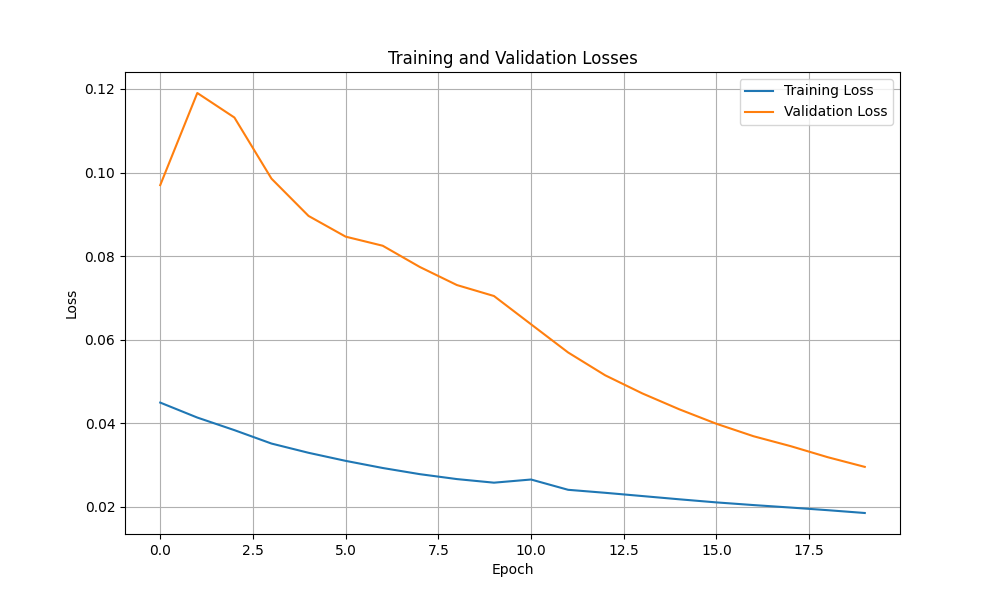 Training and Validation Losses
Training Loss
Validation Loss
0.12
0.10
0.08
0.06
0.04
0.02
Loss
0.0 2.5 5.0 7.5 10.0 12.5 15.0 17.5
Epoch